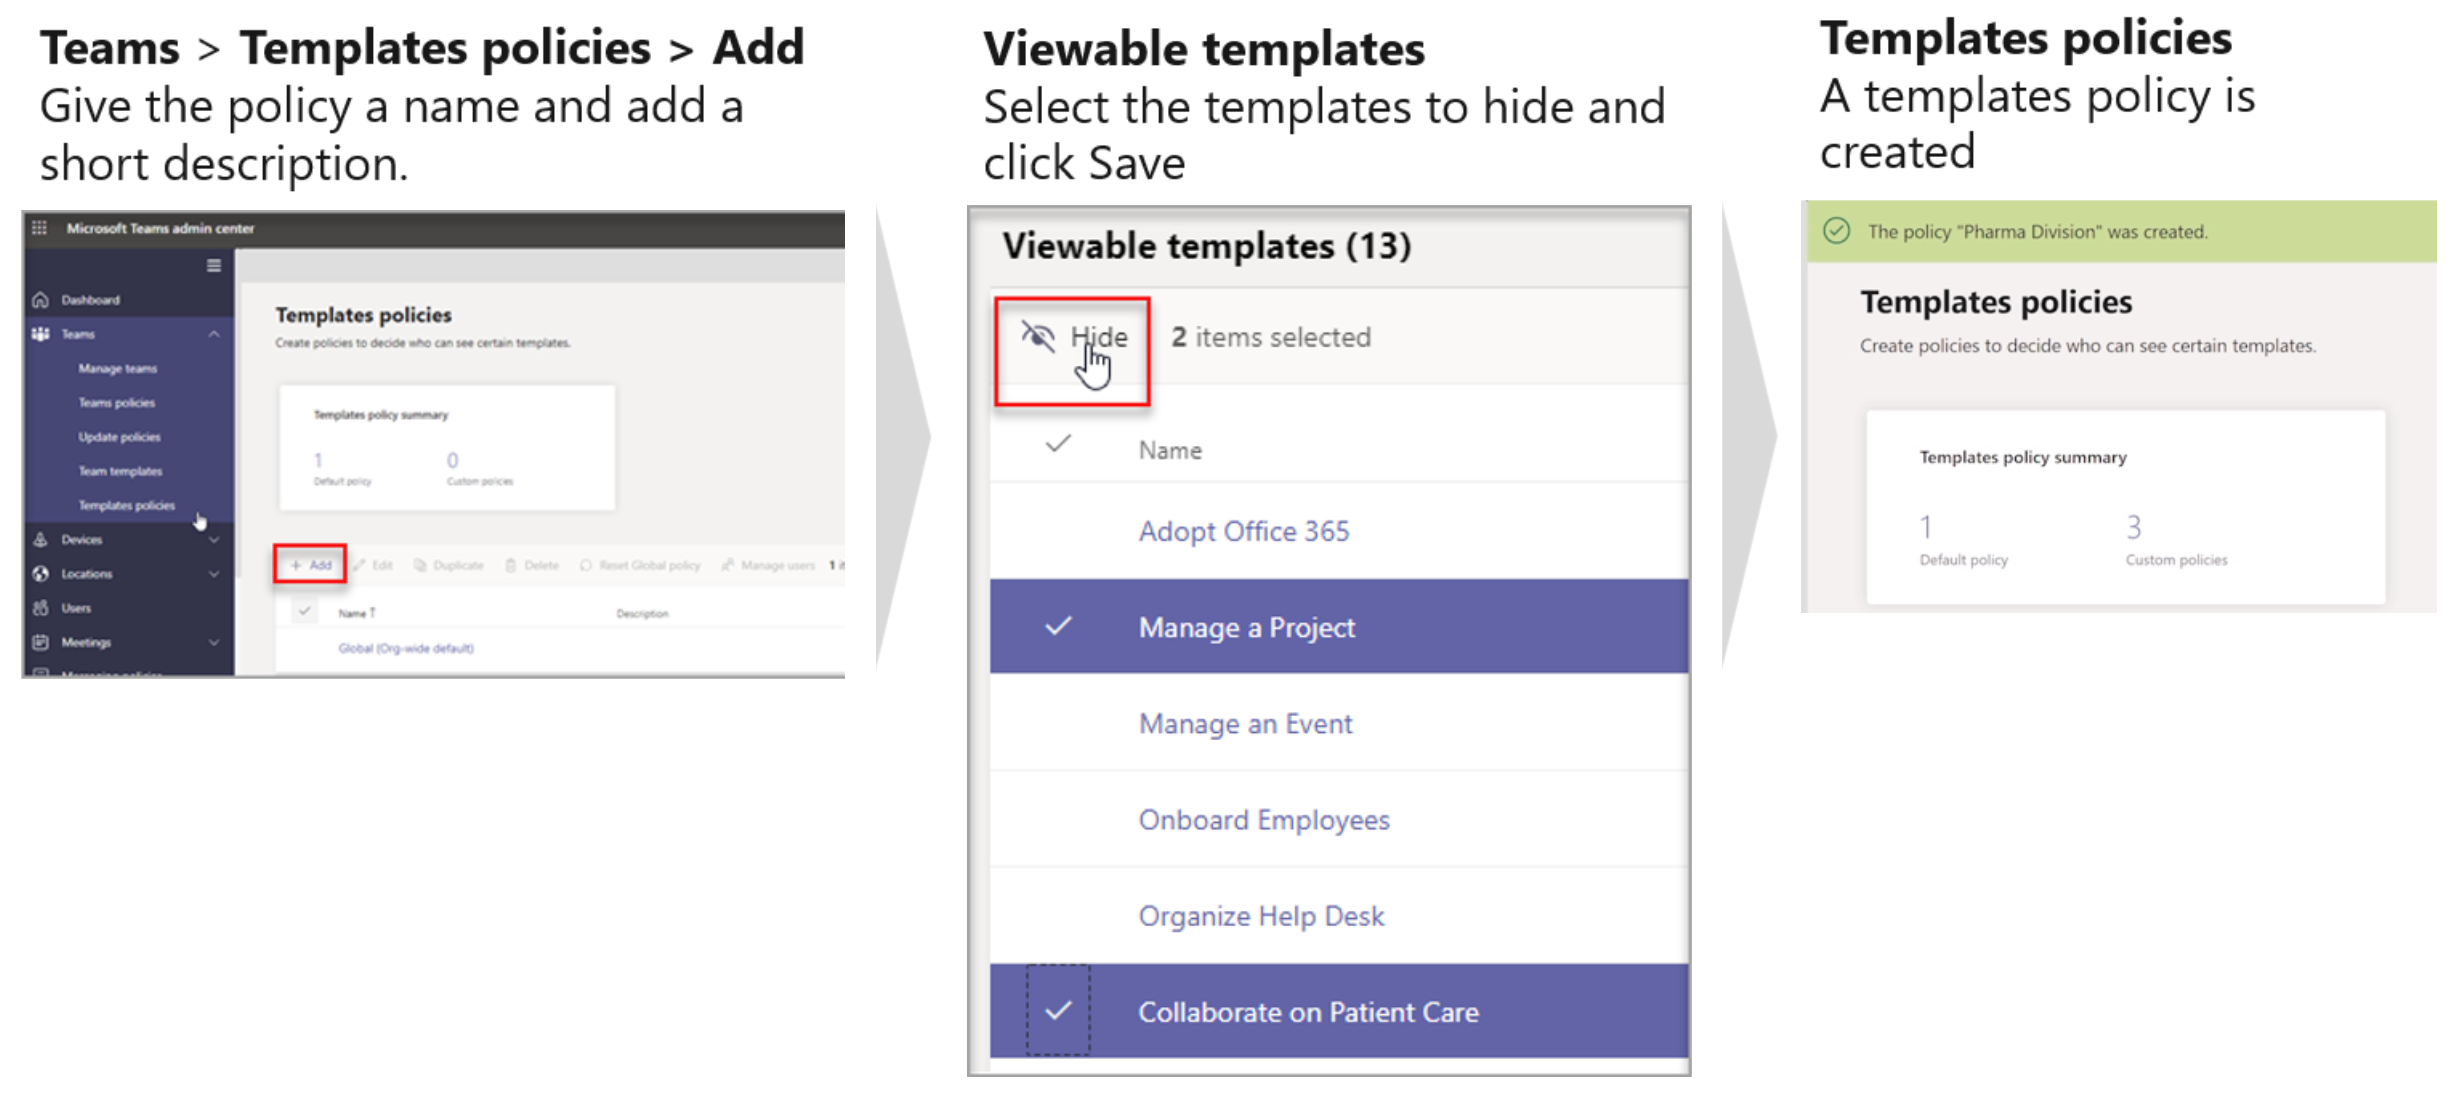 Teams > Templates policies > Add
Give the policy a name and add a
short description.
Microsoft Teams admin center
Dashboard
Teams
Manage teams
Teams policies
Update policies
Team templates
Templates policies
Devices
Locations
Users
Meetings
Templates policies
Create policies to decide who can see certain templates.
Templates policy summary
1
0
Default policy
Custom policies
+ Add
Edit
Duplicate
Delete
Reset Global policy
Manage users
1
Name ↑
Description
Global (Org-wide default)
Viewable templates
Select the templates to hide and
click Save
Viewable templates (13)
Hide
2 items selected
Name
Adopt Office 365
Manage a Project
Manage an Event
Onboard Employees
Organize Help Desk
Collaborate on Patient Care
Templates policies
A templates policy is
created
The policy "Pharma Division" was created.
Templates policies
Create policies to decide who can see certain templates.
Templates policy summary
1
3
Default policy
Custom policies